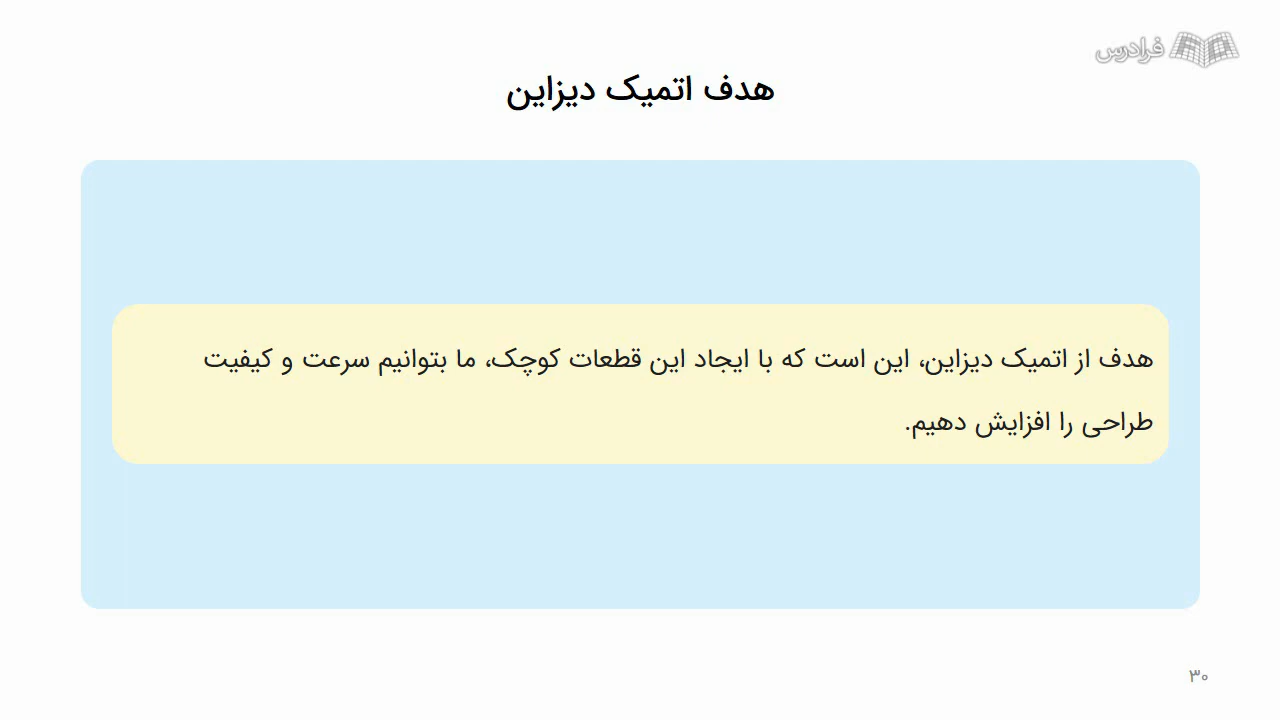 فرادرس
هدف اتمیک دیزاین
هدف از اتمیک دیزاین، این است که با ایجاد این قطعات کوچک، ما بتوانیم سرعت و کیفیت
طراحی را افزایش دهیم.
۳۰